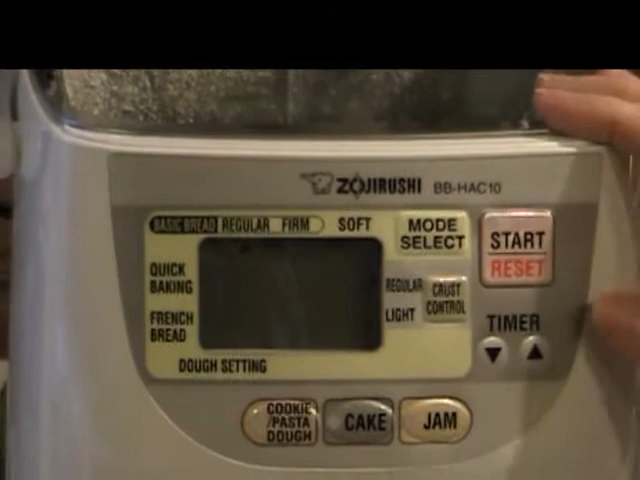 ZOJIRUSHI BB-HAC10
BASIC BREAD REGULAR FIRM SOFT
MODE
SELECT
START
RESET
QUICK
BAKING
REGULAR
LIGHT
CRUST
CONTROL
FRENCH
BREAD
TIMER
DOUGH SETTING
COOKIE
/PASTA
DOUGH
CAKE
JAM